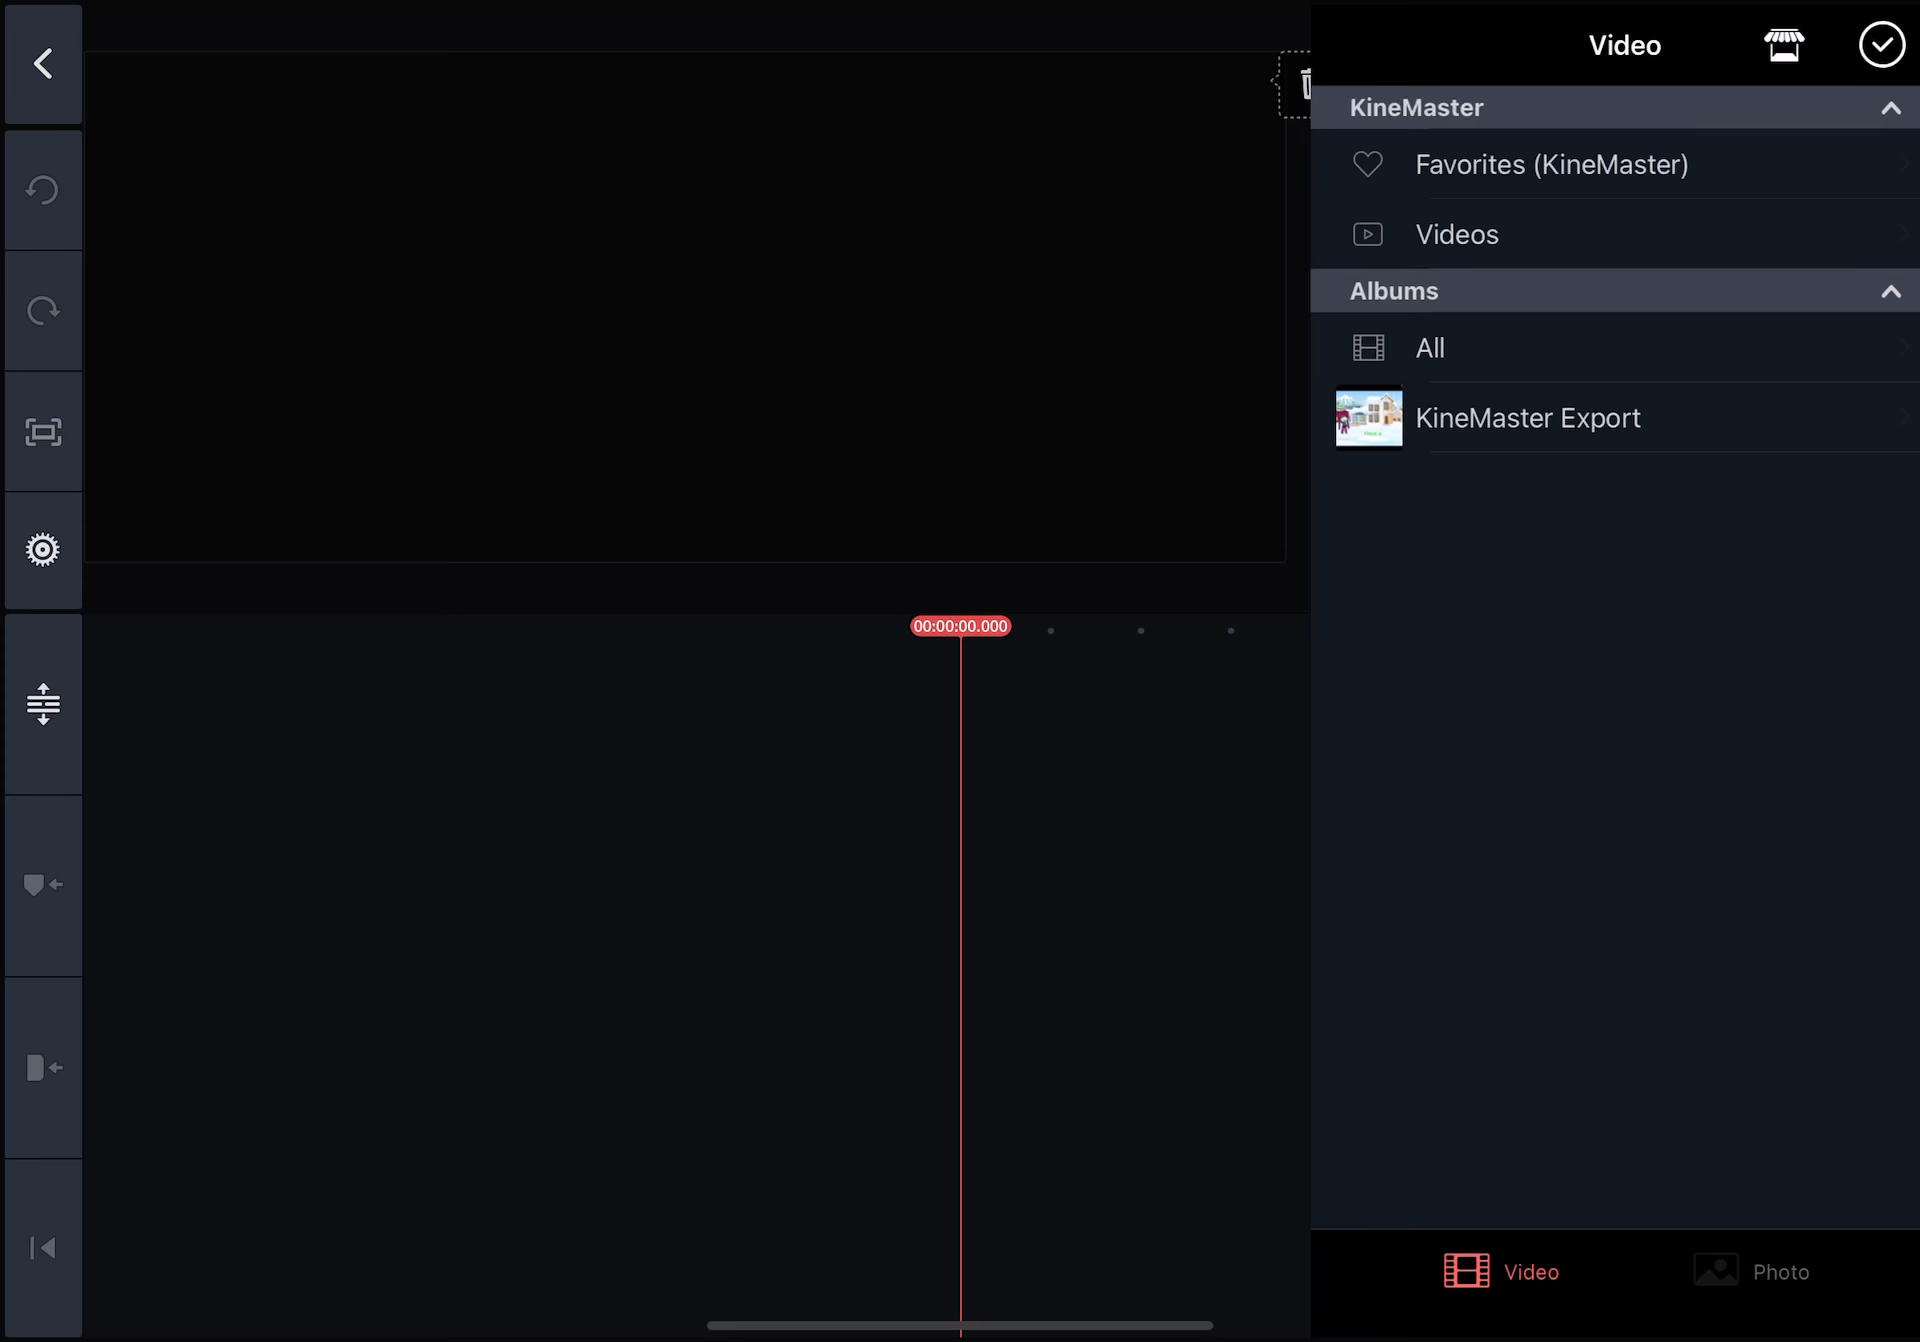 Video
KineMaster
Favorites (KineMaster)
Videos
Albums
All
KineMaster Export
00:00:00.000
Video
Photo